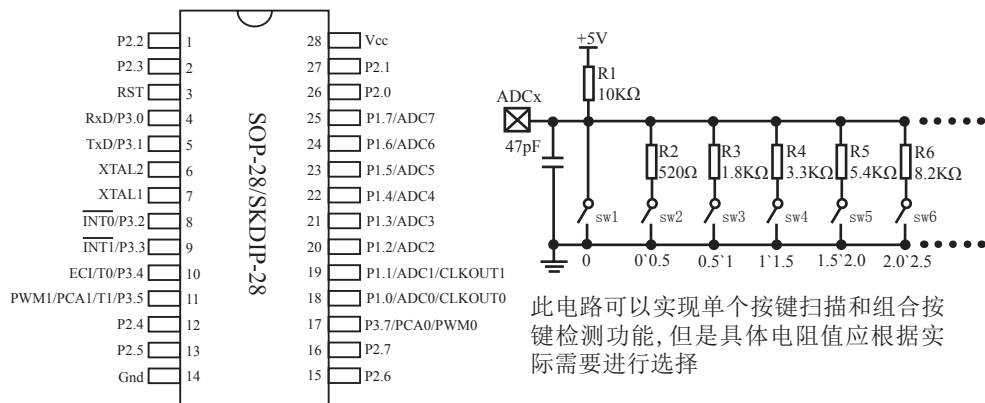 P2.2 1 28 Vcc
P2.3 2 27 P2.1
RST 3 26 P2.0
RxD/P3.0 4 25 P1.7/ADC7
TxD/P3.1 5 24 P1.6/ADC6
XTAL2 6 23 P1.5/ADC5
XTAL1 7 22 P1.4/ADC4
INT0/P3.2 8 21 P1.3/ADC3
INT1/P3.3 9 20 P1.2/ADC2
ECI/T0/P3.4 10 19 P1.1/ADC1/CLKOUT1
PWM1/PCA1/T1/P3.5 11 18 P1.0/ADC0/CLKOUT0
P2.4 12 17 P3.7/PCA0/PWM0
P2.5 13 16 P2.7
Gnd 14 15 P2.6
SOP-28/SKDIP-28
+5V
R1
10KΩ
ADCx
47pF
R2 R3 R4 R5 R6
520Ω 1.8KΩ 3.3KΩ 5.4KΩ 8.2KΩ
sw1 sw2 sw3 sw4 sw5 sw6
0 0`0.5 0.5`1 1`1.5 1.5`2.0 2.0`2.5
此电路可以实现单个按键扫描和组合按
键检测功能,但是具体电阻值应根据实
际需要进行选择